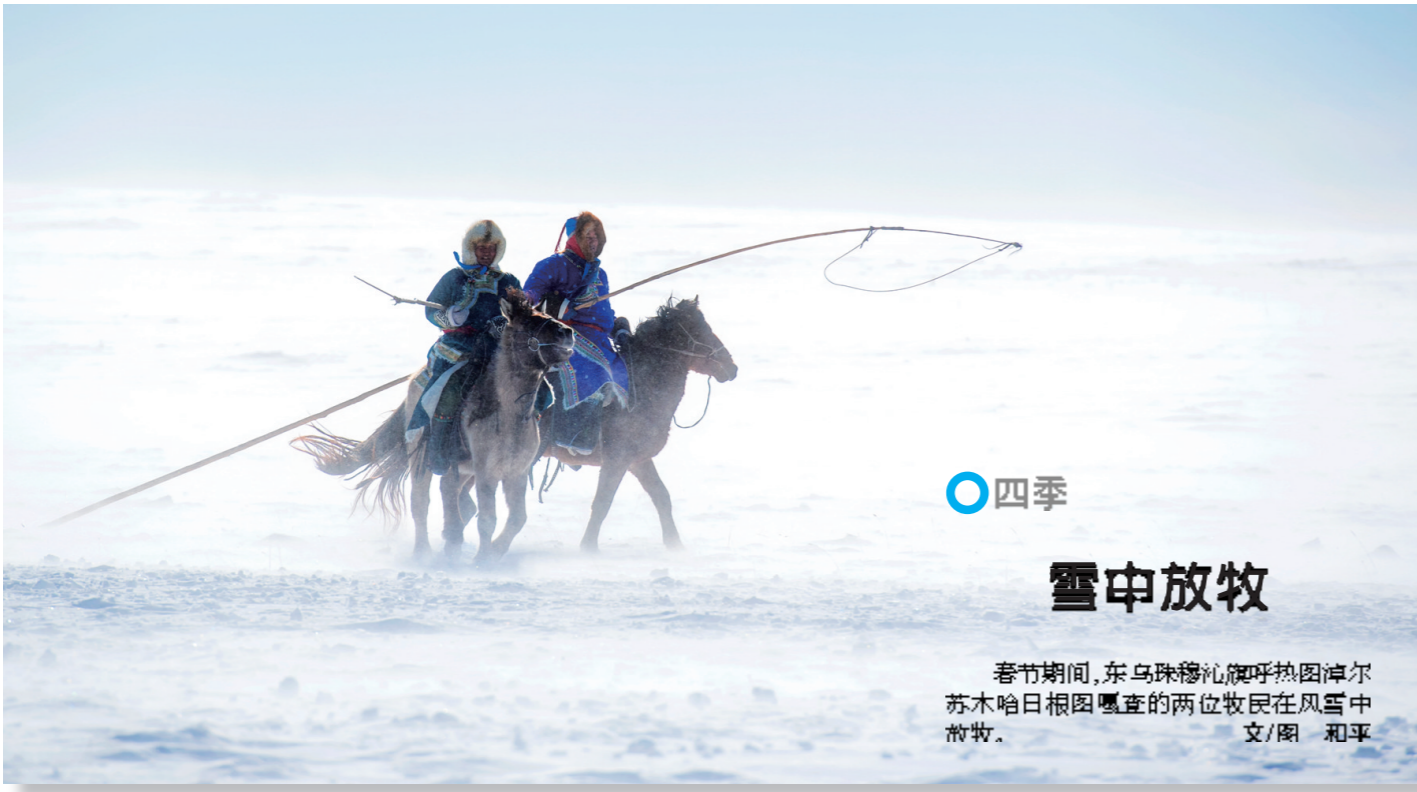 四季
雪中放牧
春节期间,东乌珠穆沁旗呼热图淖尔
苏木哈日根图嘎查的两位牧民在风雪中
放牧。 文/图 和平